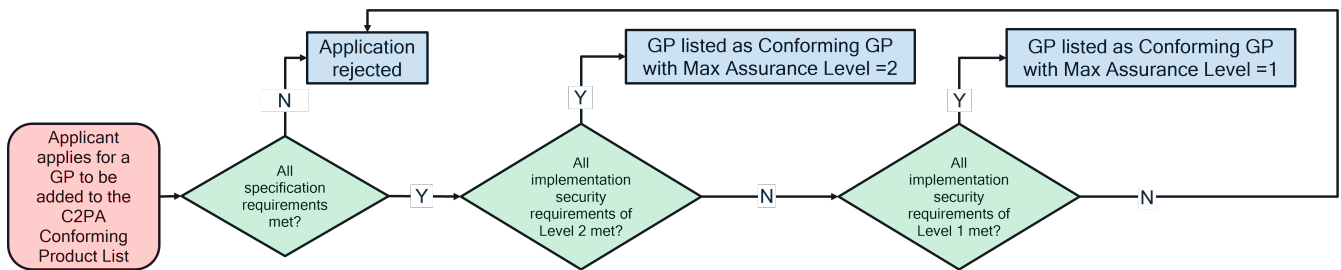 Applicant
applies for a
GP to be
added to the
C2PA
Conforming
Product List
All
specification
requirements
met?
N
Application
rejected
Y
All
implementation
security
requirements of
Level 2 met?
Y
GP listed as Conforming GP
with Max Assurance Level =2
N
All
implementation
security
requirements of
Level 1 met?
Y
GP listed as Conforming GP
with Max Assurance Level =1
N